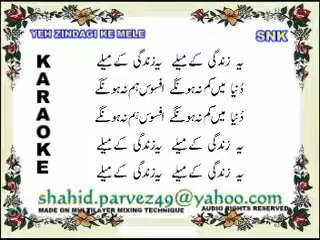 YEH ZINDAGI KE MELE
SNK
KARAOKE
یہ زندگی کے میلے یہ زندگی کے میلے
دُنیا میں کم نہ ہونگے افسوس ہم نہ ہونگے
دُنیا میں کم نہ ہونگے افسوس ہم نہ ہونگے
یہ زندگی کے میلے یہ زندگی کے میلے
یہ زندگی کے میلے یہ زندگی کے میلے
shahid.parvez49@yahoo.com
MADE ON MULTILAYER MIXING TECHNIQUE
AUDIO RIGHTS RESERVED